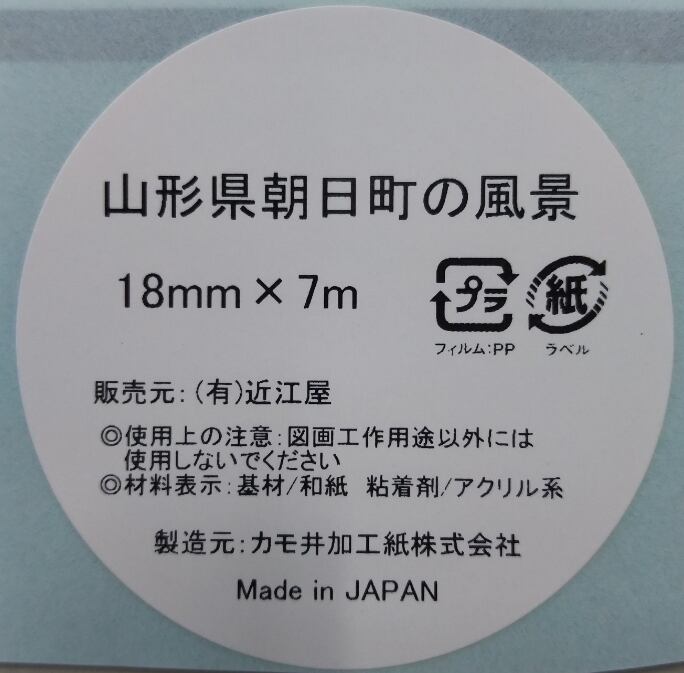 山形県朝日町の風景
18mm×7m
プラ 紙
フィルム:PP ラベル
販売元:(有)近江屋
◎使用上の注意:図画工作用途以外には
使用しないでください
◎材料表示:基材/和紙 粘着剤/アクリル系
製造元:カモ井加工紙株式会社
Made in JAPAN